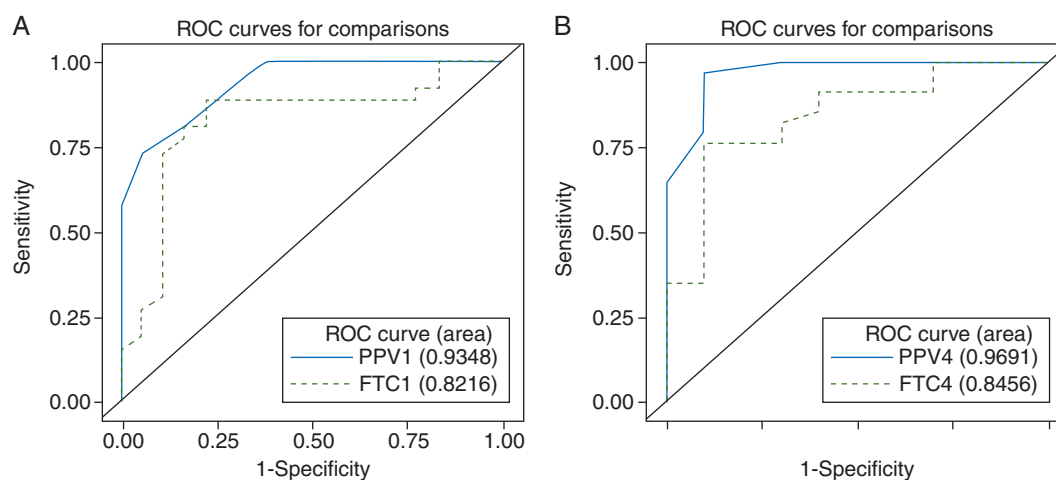 A
ROC curves for comparisons
1.00
0.75
0.50
0.25
0.00
Sensitivity
ROC curve (area)
PPV1 (0.9348)
FTC1 (0.8216)
0.00 0.25 0.50 0.75 1.00
1-Specificity
B
ROC curves for comparisons
1.00
0.75
0.50
0.25
0.00
Sensitivity
ROC curve (area)
PPV4 (0.9691)
FTC4 (0.8456)
1-Specificity